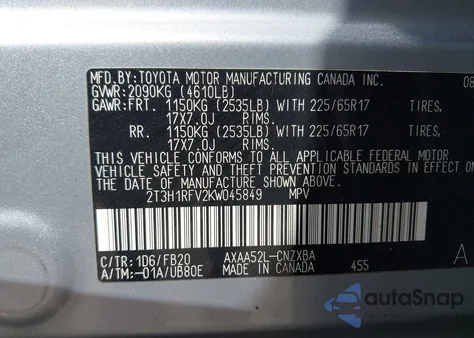 MFD.BY:TOYOTA MOTOR MANUFACTURING CANADA INC. 08
GVWR:2090KG (4610LB)
GAWR:FRT. 1150KG (2535LB) WITH 225/65R17 TIRES,
17X7.0J RIMS.
RR. 1150KG (2535LB) WITH 225/65R17 TIRES,
17X7.0J RIMS.
THIS VEHICLE CONFORMS TO ALL APPLICABLE FEDERAL MOTOR
VEHICLE SAFETY AND THEFT PREVENTION STANDARDS IN EFFECT
THE DATE OF MANUFACTURE SHOWN ABOVE.
2T3H1RFV2KW045849 MPV
C/TR:1D6/FB20 AXAA52L-CNZXBA A
A/TM:-01A/UB80E MADE IN CANADA 455
autoSnap